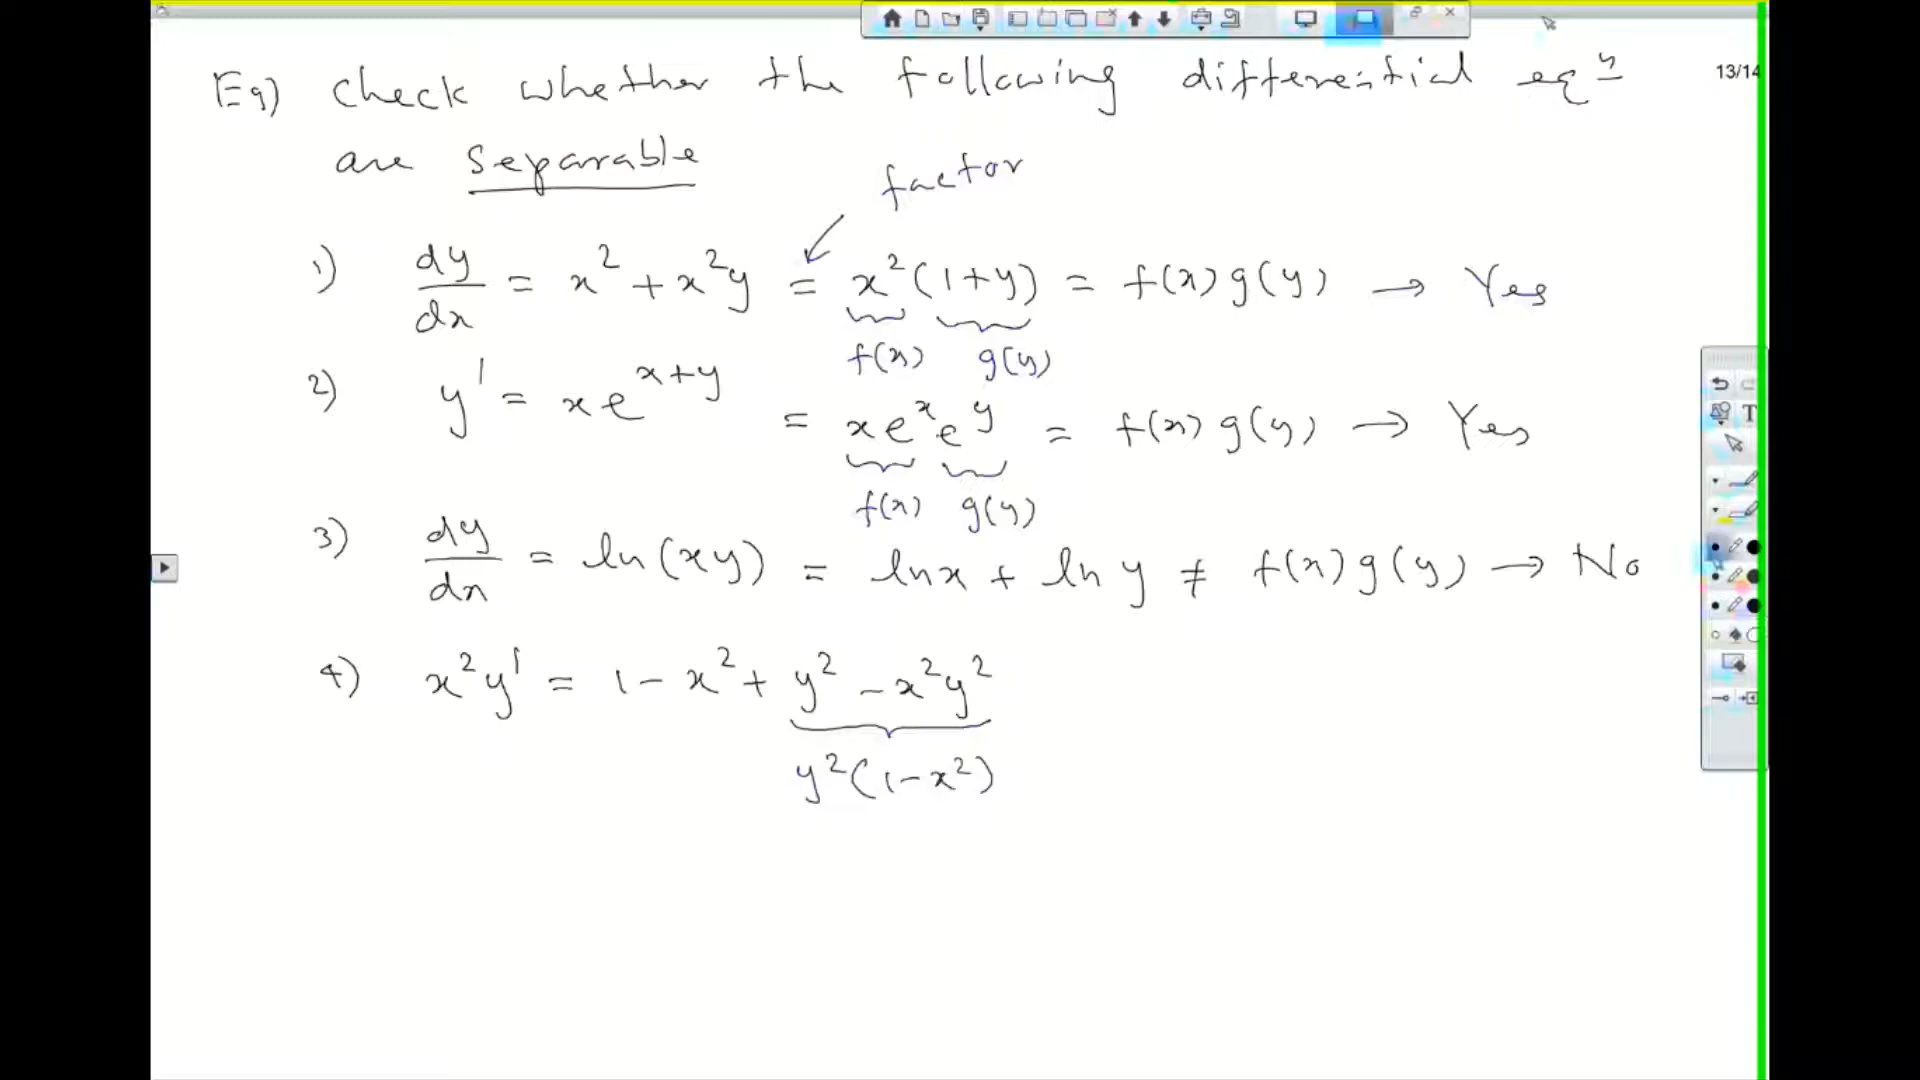 Eg) Check whether the following differential eqⁿ
13/14
are separable
factor
1) dy/dx = x² + x²y = x²(1+y) = f(x)g(y) → Yes
f(x) g(y)
2) y' = xe^(x+y) = xe^x e^y = f(x)g(y) → Yes
f(x) g(y)
3) dy/dx = ln(xy) = lnx + ln y ≠ f(x)g(y) → No
4) x²y' = 1 - x² + y² - x²y²
y²(1-x²)
T